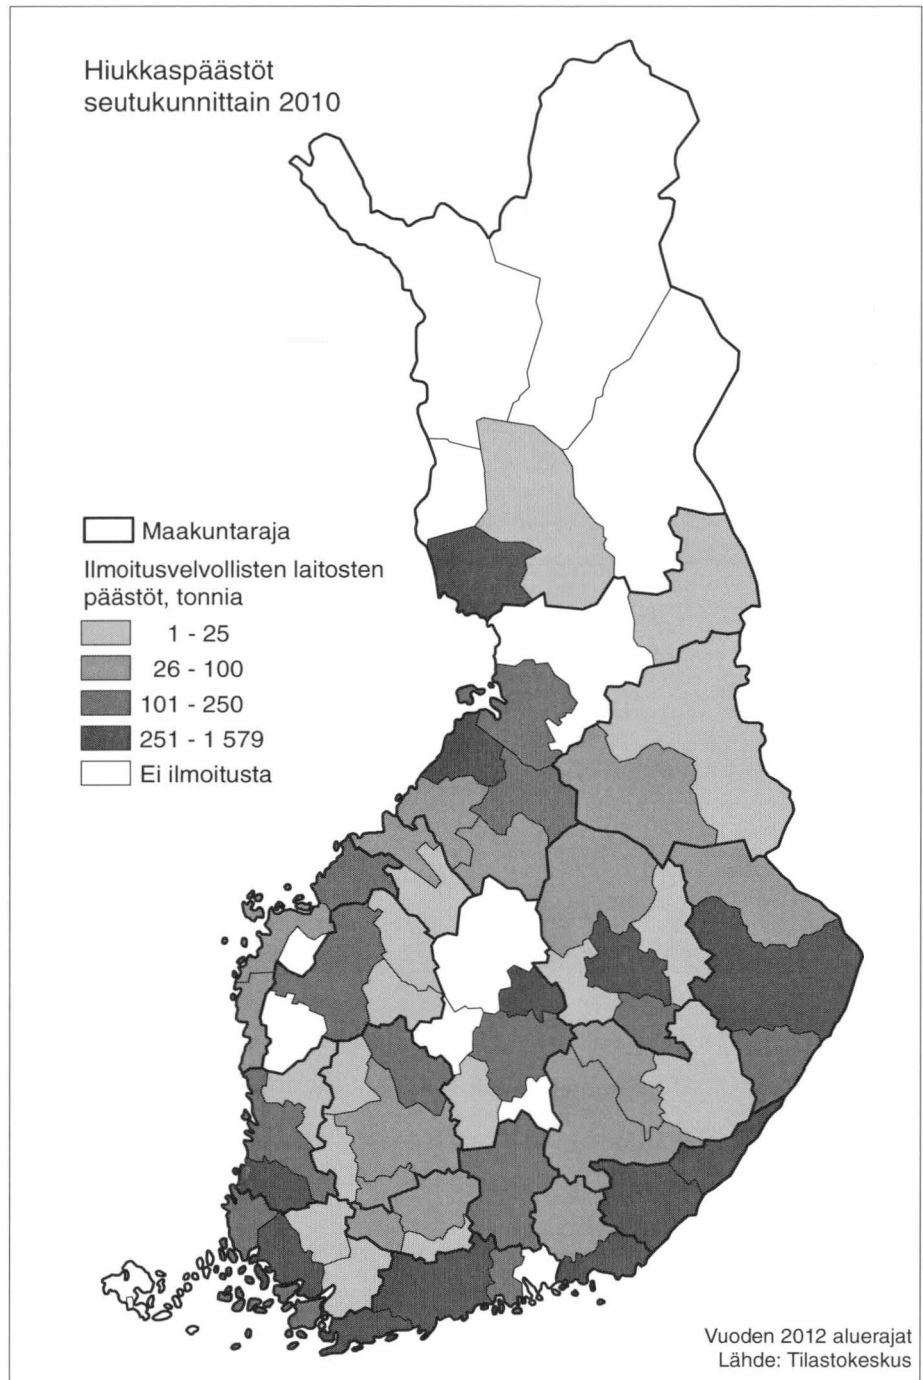 Hiukkaspäästöt
seutukunnittain 2010
Maakuntaraja
Ilmoitusvelvollisten laitosten
päästöt, tonnia
1 - 25
26 - 100
101 - 250
251 - 1 579
Ei ilmoitusta
Vuoden 2012 aluerajat
Lähde: Tilastokeskus